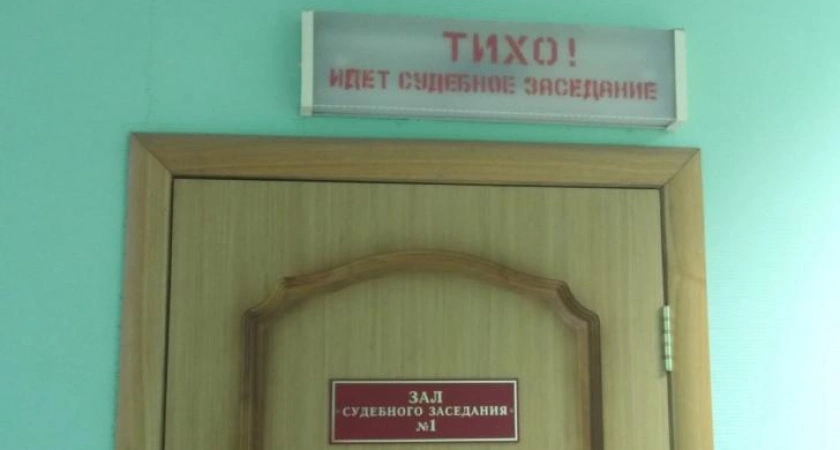 ТИХО!
ИДЕТ СУДЕБНОЕ ЗАСЕДАНИЕ
ЗАЛ
СУДЕБНОГО ЗАСЕДАНИЯ
№1